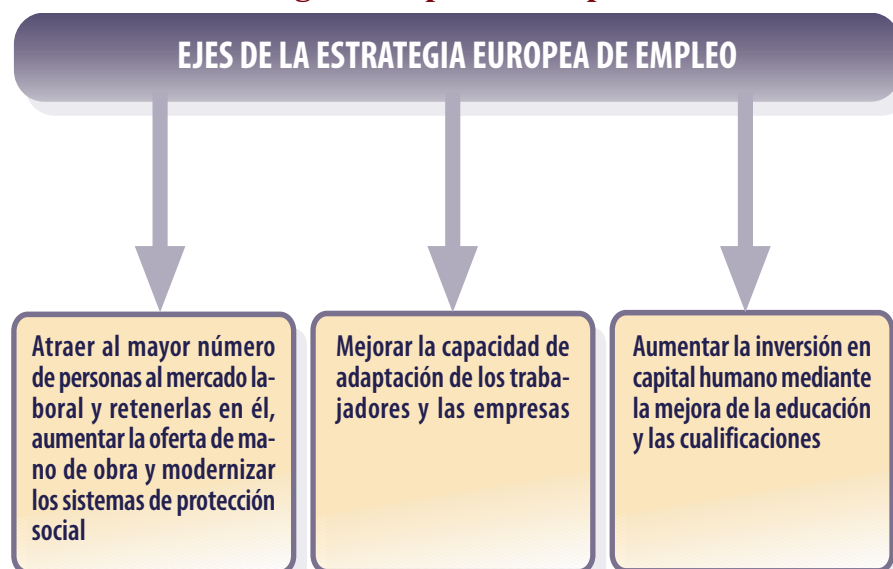 EJES DE LA ESTRATEGIA EUROPEA DE EMPLEO
Atraer al mayor número
de personas al mercado la-
boral y retenerlas en él,
aumentar la oferta de ma-
no de obra y modernizar
los sistemas de protección
social
Mejorar la capacidad de
adaptación de los traba-
jadores y las empresas
Aumentar la inversión en
capital humano mediante
la mejora de la educación
y las cualificaciones